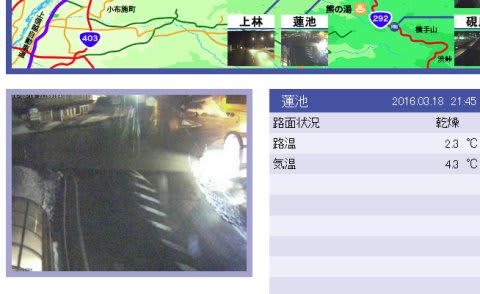 小布施町
熊の湯
上林
蓮池
292
横手山
硯川
403
上信越自動車道
渋峠
蓮池 2016.03.18 21:45
路面状況 乾燥
路温 2.3 ℃
気温 4.3 ℃